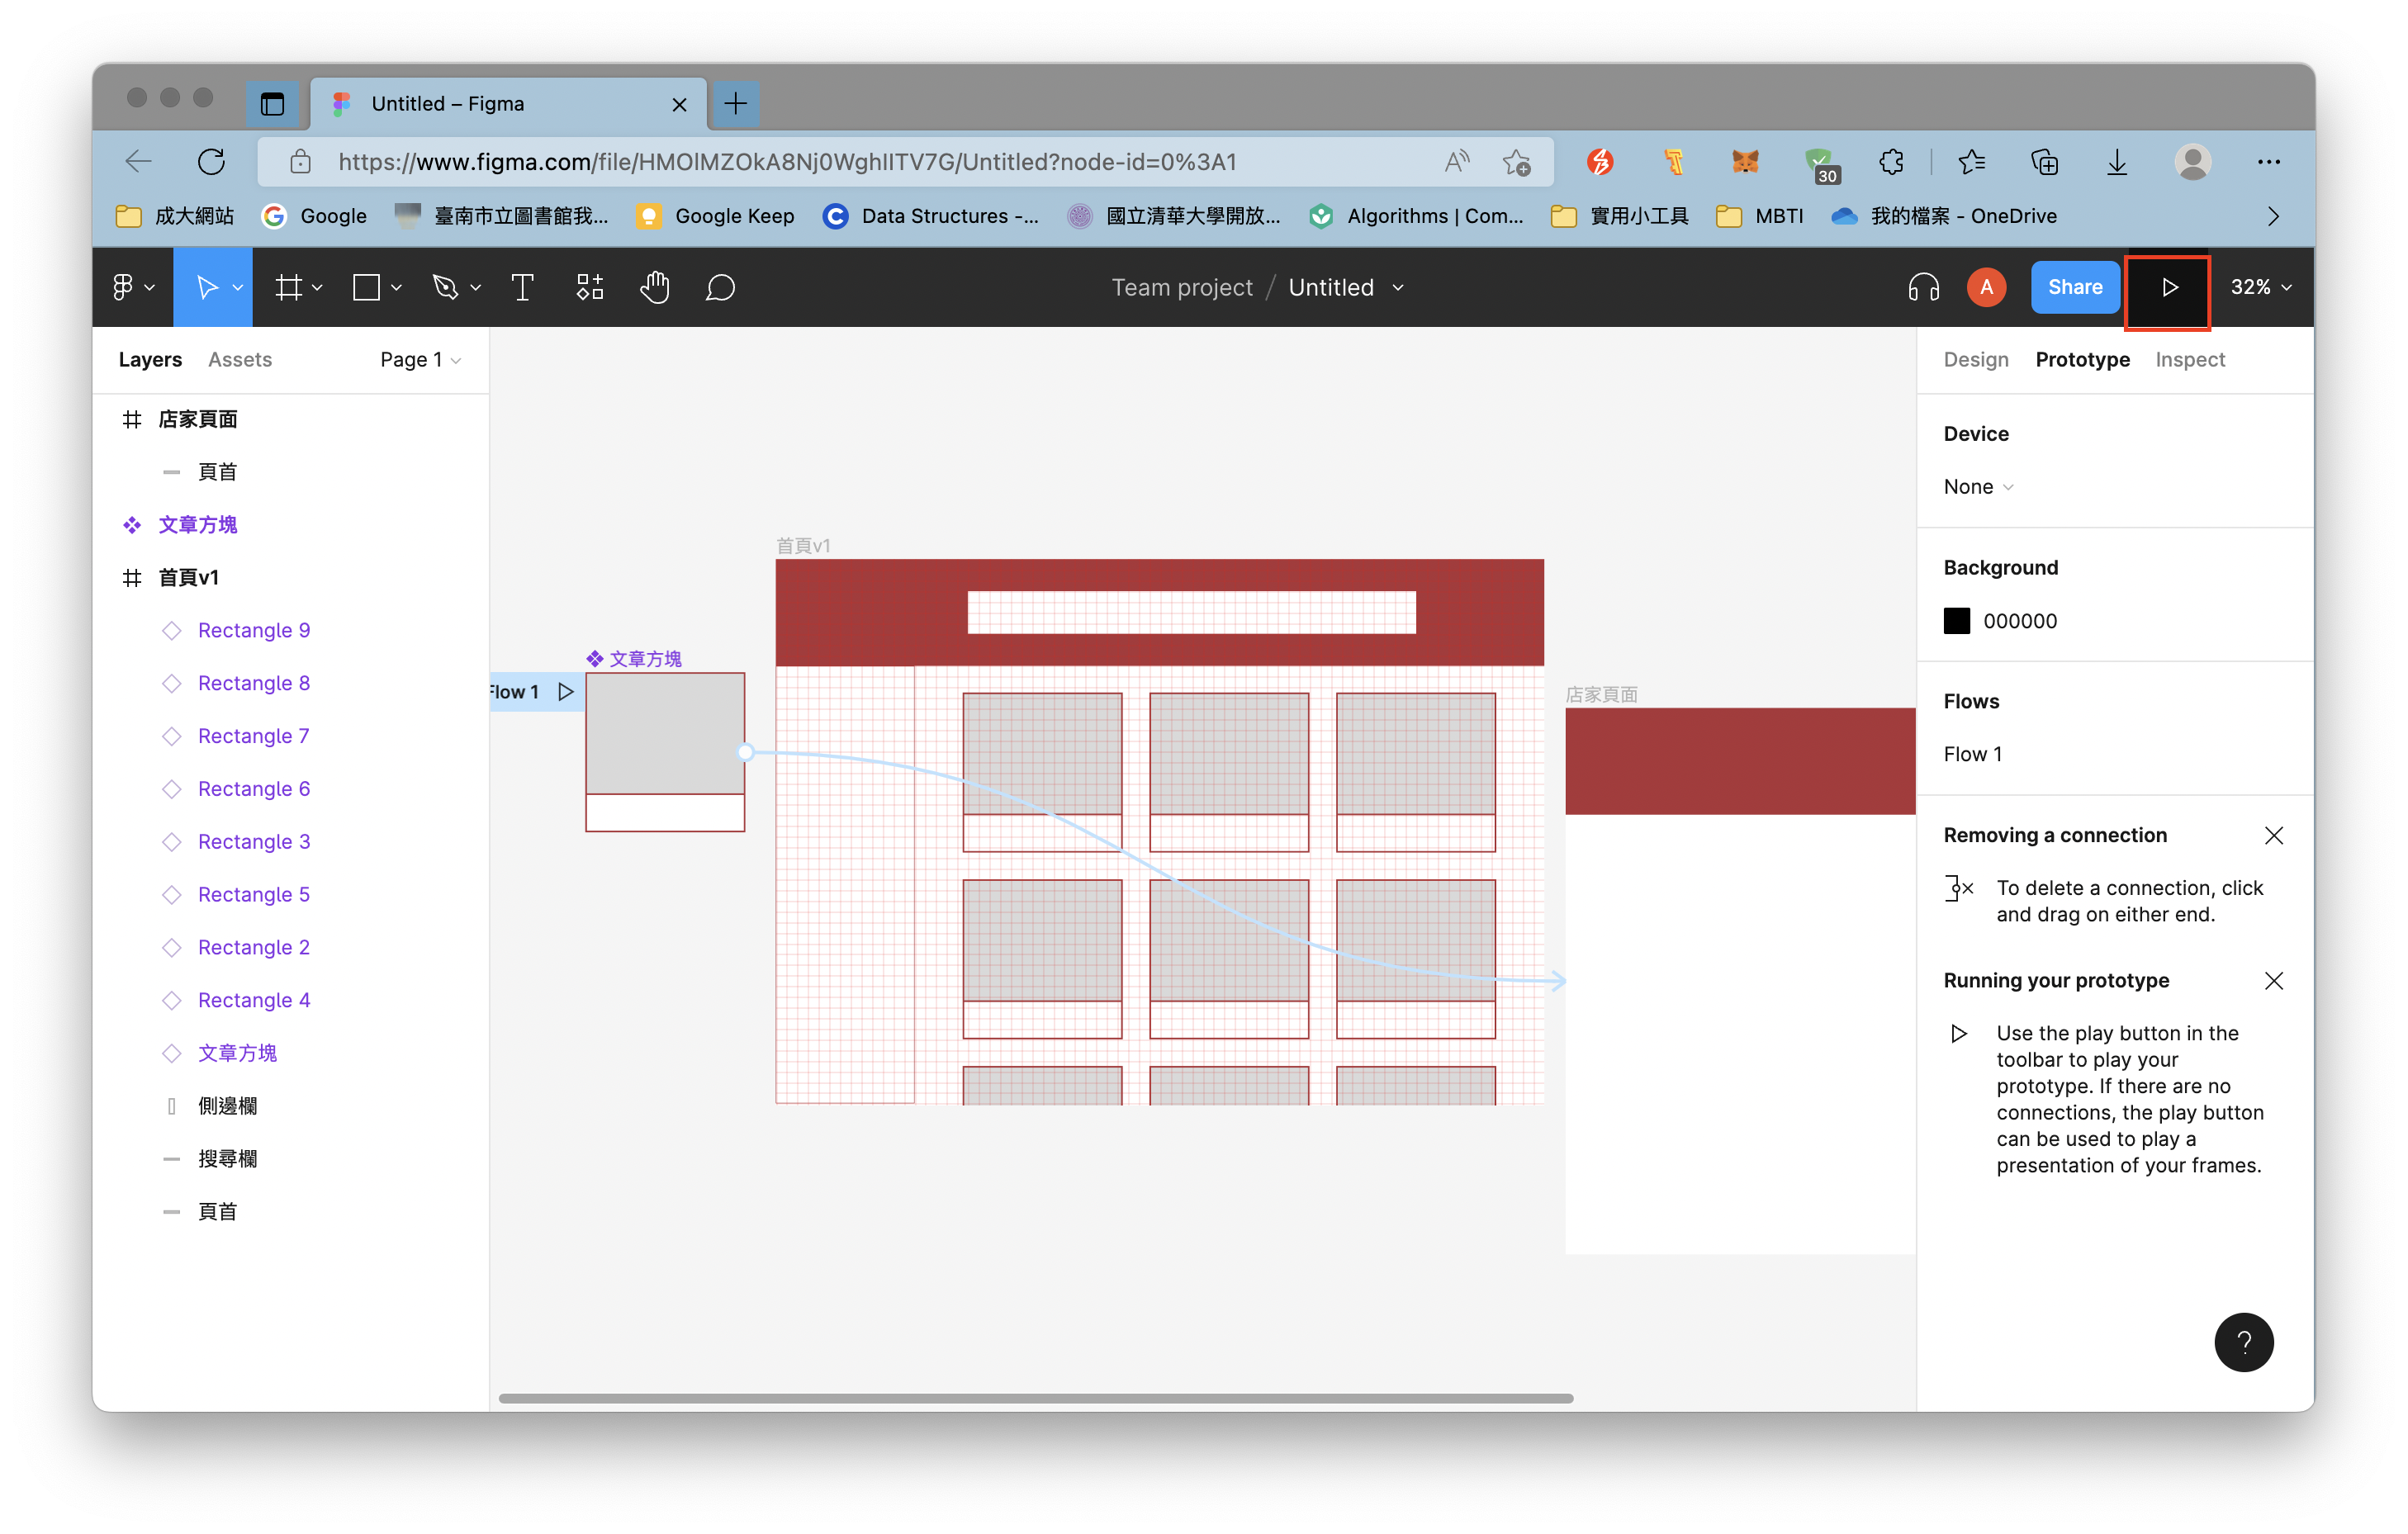 Untitled – Figma
https://www.figma.com/file/HMOlMZOkA8Nj0WghIITV7G/Untitled?node-id=0%3A1
30
成大網站
Google
臺南市立圖書館我...
Google Keep
Data Structures -...
國立清華大學開放...
Algorithms | Com...
實用小工具
MBTI
我的檔案 - OneDrive
Team project / Untitled
A
Share
32%
Layers
Assets
Page 1
店家頁面
頁首
文章方塊
首頁v1
Rectangle 9
Rectangle 8
Rectangle 7
Rectangle 6
Rectangle 3
Rectangle 5
Rectangle 2
Rectangle 4
文章方塊
側邊欄
搜尋欄
頁首
首頁v1
文章方塊
Flow 1
店家頁面
Design
Prototype
Inspect
Device
None
Background
000000
Flows
Flow 1
Removing a connection
To delete a connection, click
and drag on either end.
Running your prototype
Use the play button in the
toolbar to play your
prototype. If there are no
connections, the play button
can be used to play a
presentation of your frames.
?